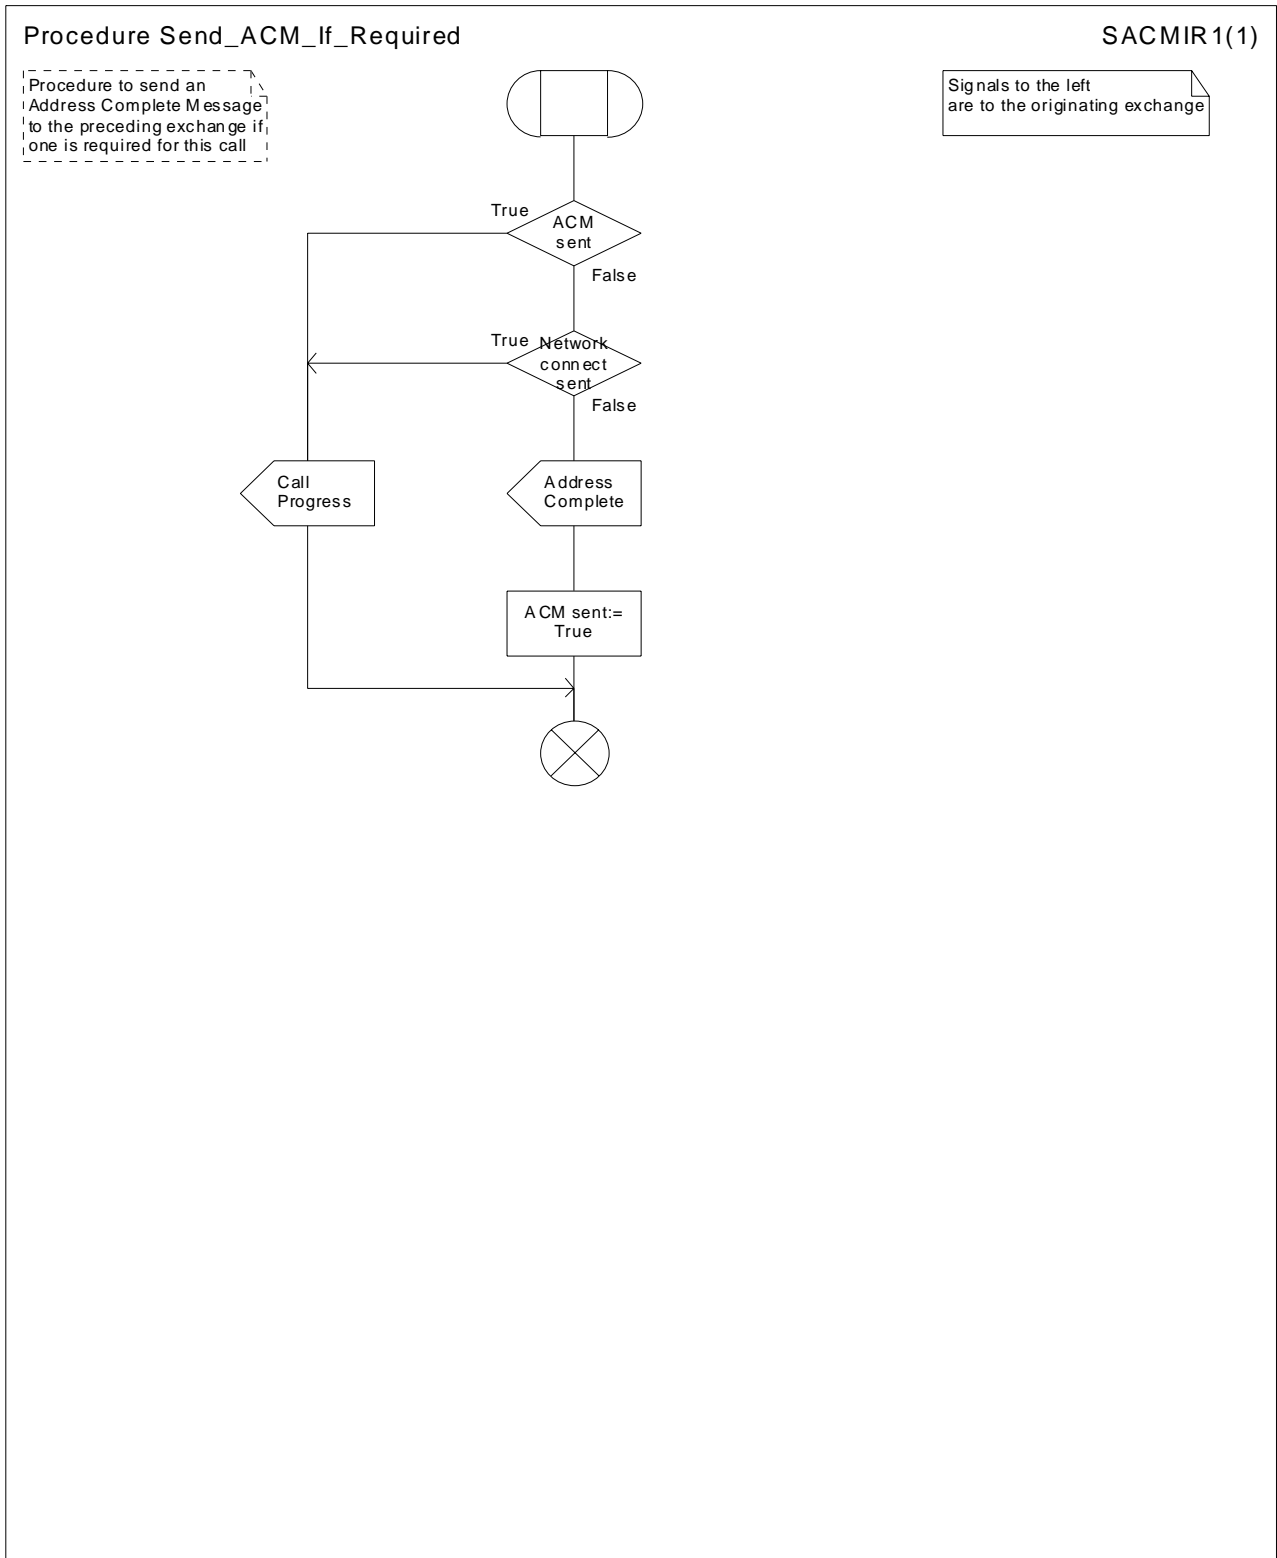 Procedure Send_ACM_If_Required
SACMIR1(1)
Procedure to send an
Address Complete Message
to the preceding exchange if
one is required for this call
Signals to the left
are to the originating exchange
True
ACM
sent
False
True
Network
connect
sent
False
Call
Progress
Address
Complete
ACM sent:=
True